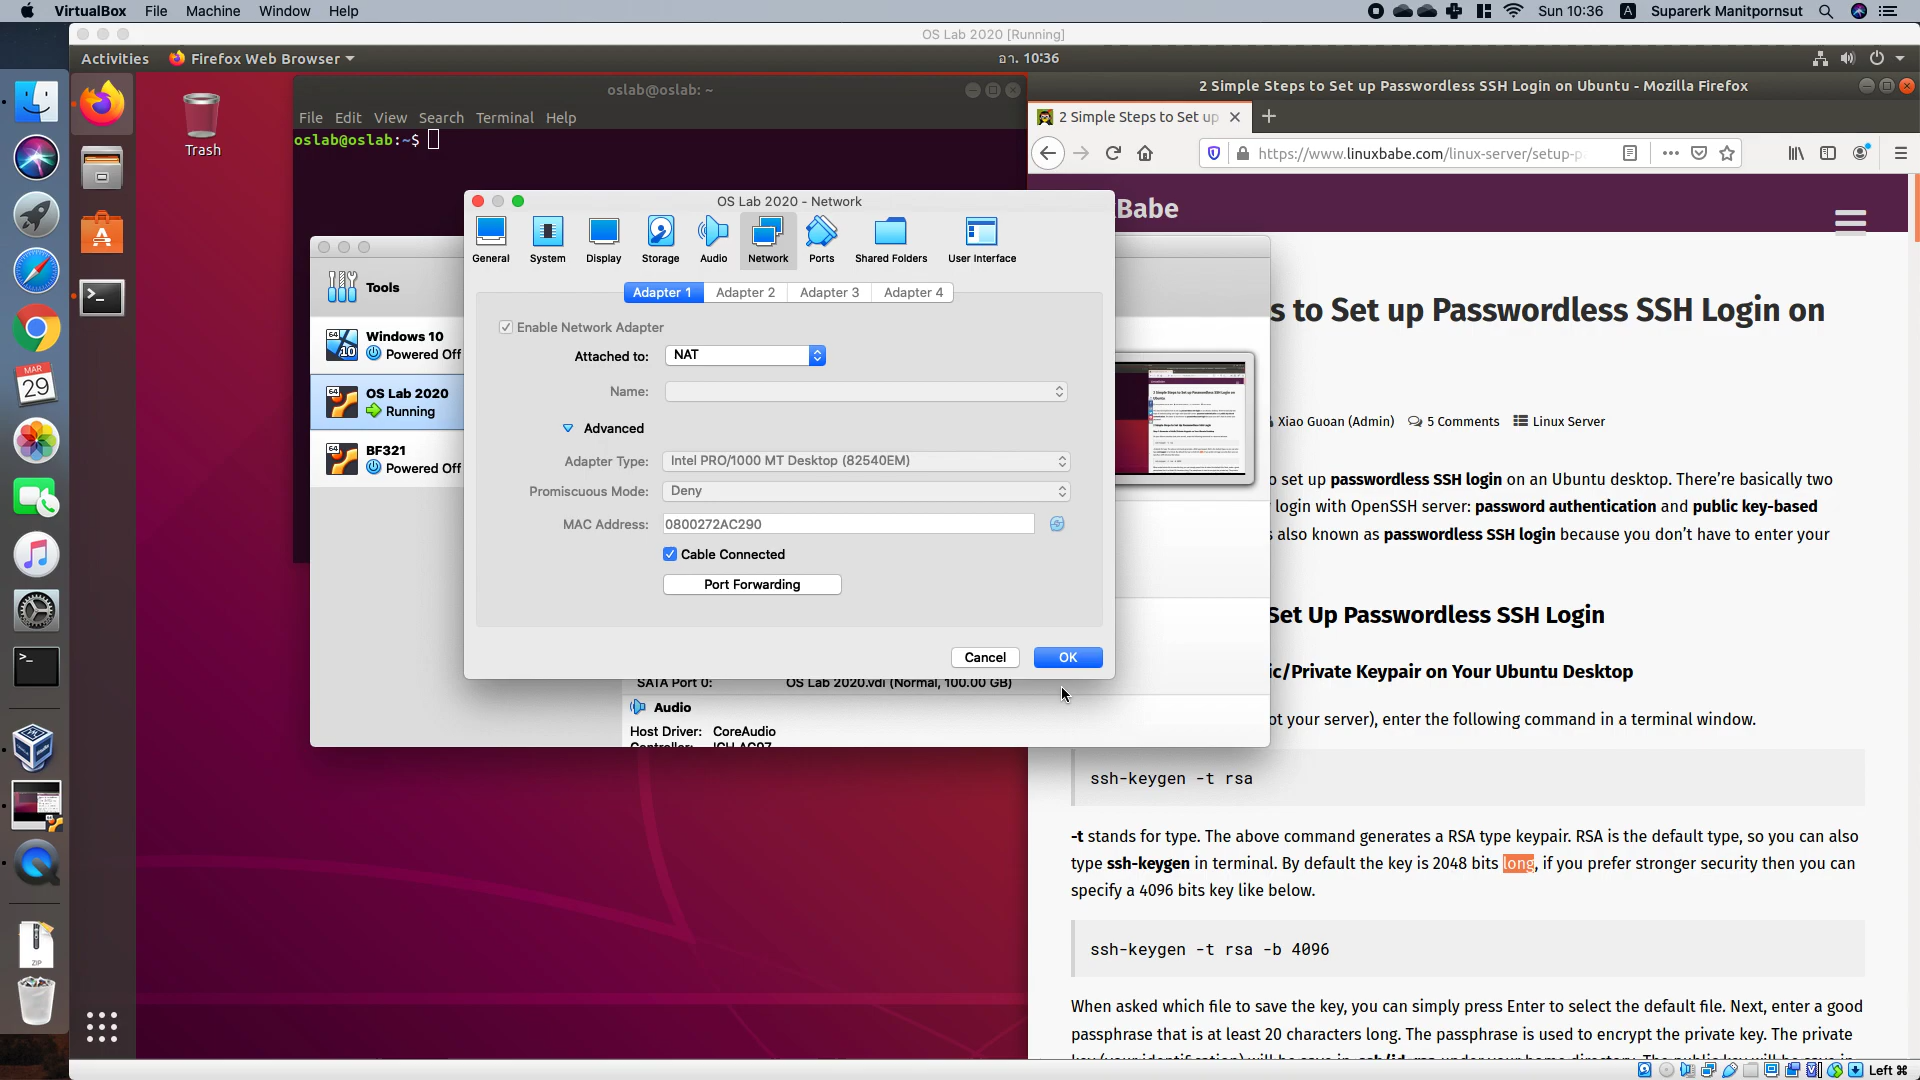 VirtualBox File Machine Window Help
Sun 10:36 A Suparerk Manitpornsut
OS Lab 2020 [Running]
Activities Firefox Web Browser
อา. 10:36
Trash
oslab@oslab: ~
File Edit View Search Terminal Help
oslab@oslab:~$
2 Simple Steps to Set up Passwordless SSH Login on Ubuntu - Mozilla Firefox
2 Simple Steps to Set up
https://www.linuxbabe.com/linux-server/setup-p
Babe
s to Set up Passwordless SSH Login on
Xiao Guoan (Admin) 5 Comments Linux Server
set up passwordless SSH login on an Ubuntu desktop. There’re basically two
login with OpenSSH server: password authentication and public key-based
also known as passwordless SSH login because you don’t have to enter your
Set Up Passwordless SSH Login
ic/Private Keypair on Your Ubuntu Desktop
ot your server), enter the following command in a terminal window.
ssh-keygen -t rsa
-t stands for type. The above command generates a RSA type keypair. RSA is the default type, so you can also
type ssh-keygen in terminal. By default the key is 2048 bits long, if you prefer stronger security then you can
specify a 4096 bits key like below.
ssh-keygen -t rsa -b 4096
When asked which file to save the key, you can simply press Enter to select the default file. Next, enter a good
passphrase that is at least 20 characters long. The passphrase is used to encrypt the private key. The private
Tools
64
10
Windows 10
Powered Off
64
OS Lab 2020
Running
64
BF321
Powered Off
OS Lab 2020 - Network
General System Display Storage Audio Network Ports Shared Folders User Interface
Adapter 1 Adapter 2 Adapter 3 Adapter 4
Enable Network Adapter
Attached to: NAT
Name:
Advanced
Adapter Type: Intel PRO/1000 MT Desktop (82540EM)
Promiscuous Mode: Deny
MAC Address: 0800272AC290
Cable Connected
Port Forwarding
Cancel OK
SATA Port 0: OS Lab 2020.vdi (Normal, 100.00 GB)
Audio
Host Driver: CoreAudio
MAR
29
ZIP
Left ⌘